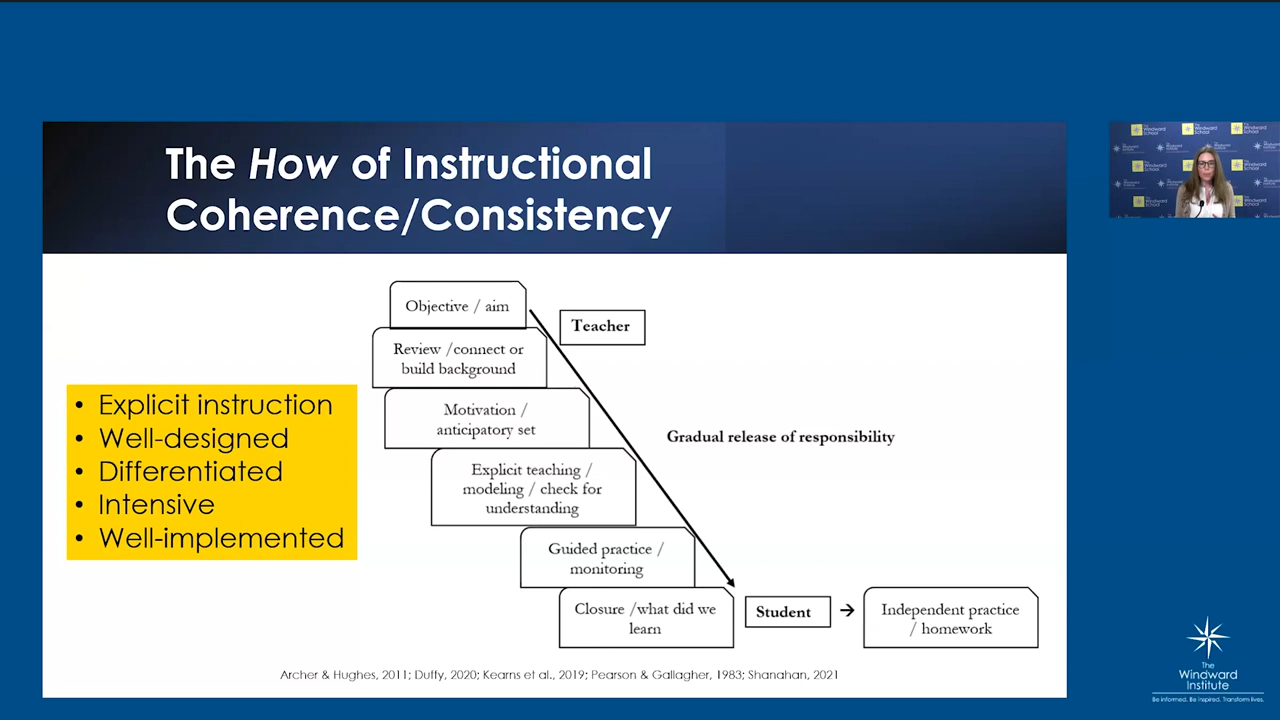 The How of Instructional
Coherence/Consistency
Objective / aim
Teacher
Review /connect or
build background
Motivation /
anticipatory set
Gradual release of responsibility
Explicit teaching /
modeling / check for
understanding
Guided practice /
monitoring
Closure /what did we
learn
Student →
Independent practice
/ homework
• Explicit instruction
• Well-designed
• Differentiated
• Intensive
• Well-implemented
Archer & Hughes, 2011; Duffy, 2020; Kearns et al., 2019; Pearson & Gallagher, 1983; Shanahan, 2021
The
Windward
Institute
Be informed. Be inspired. Transform lives.